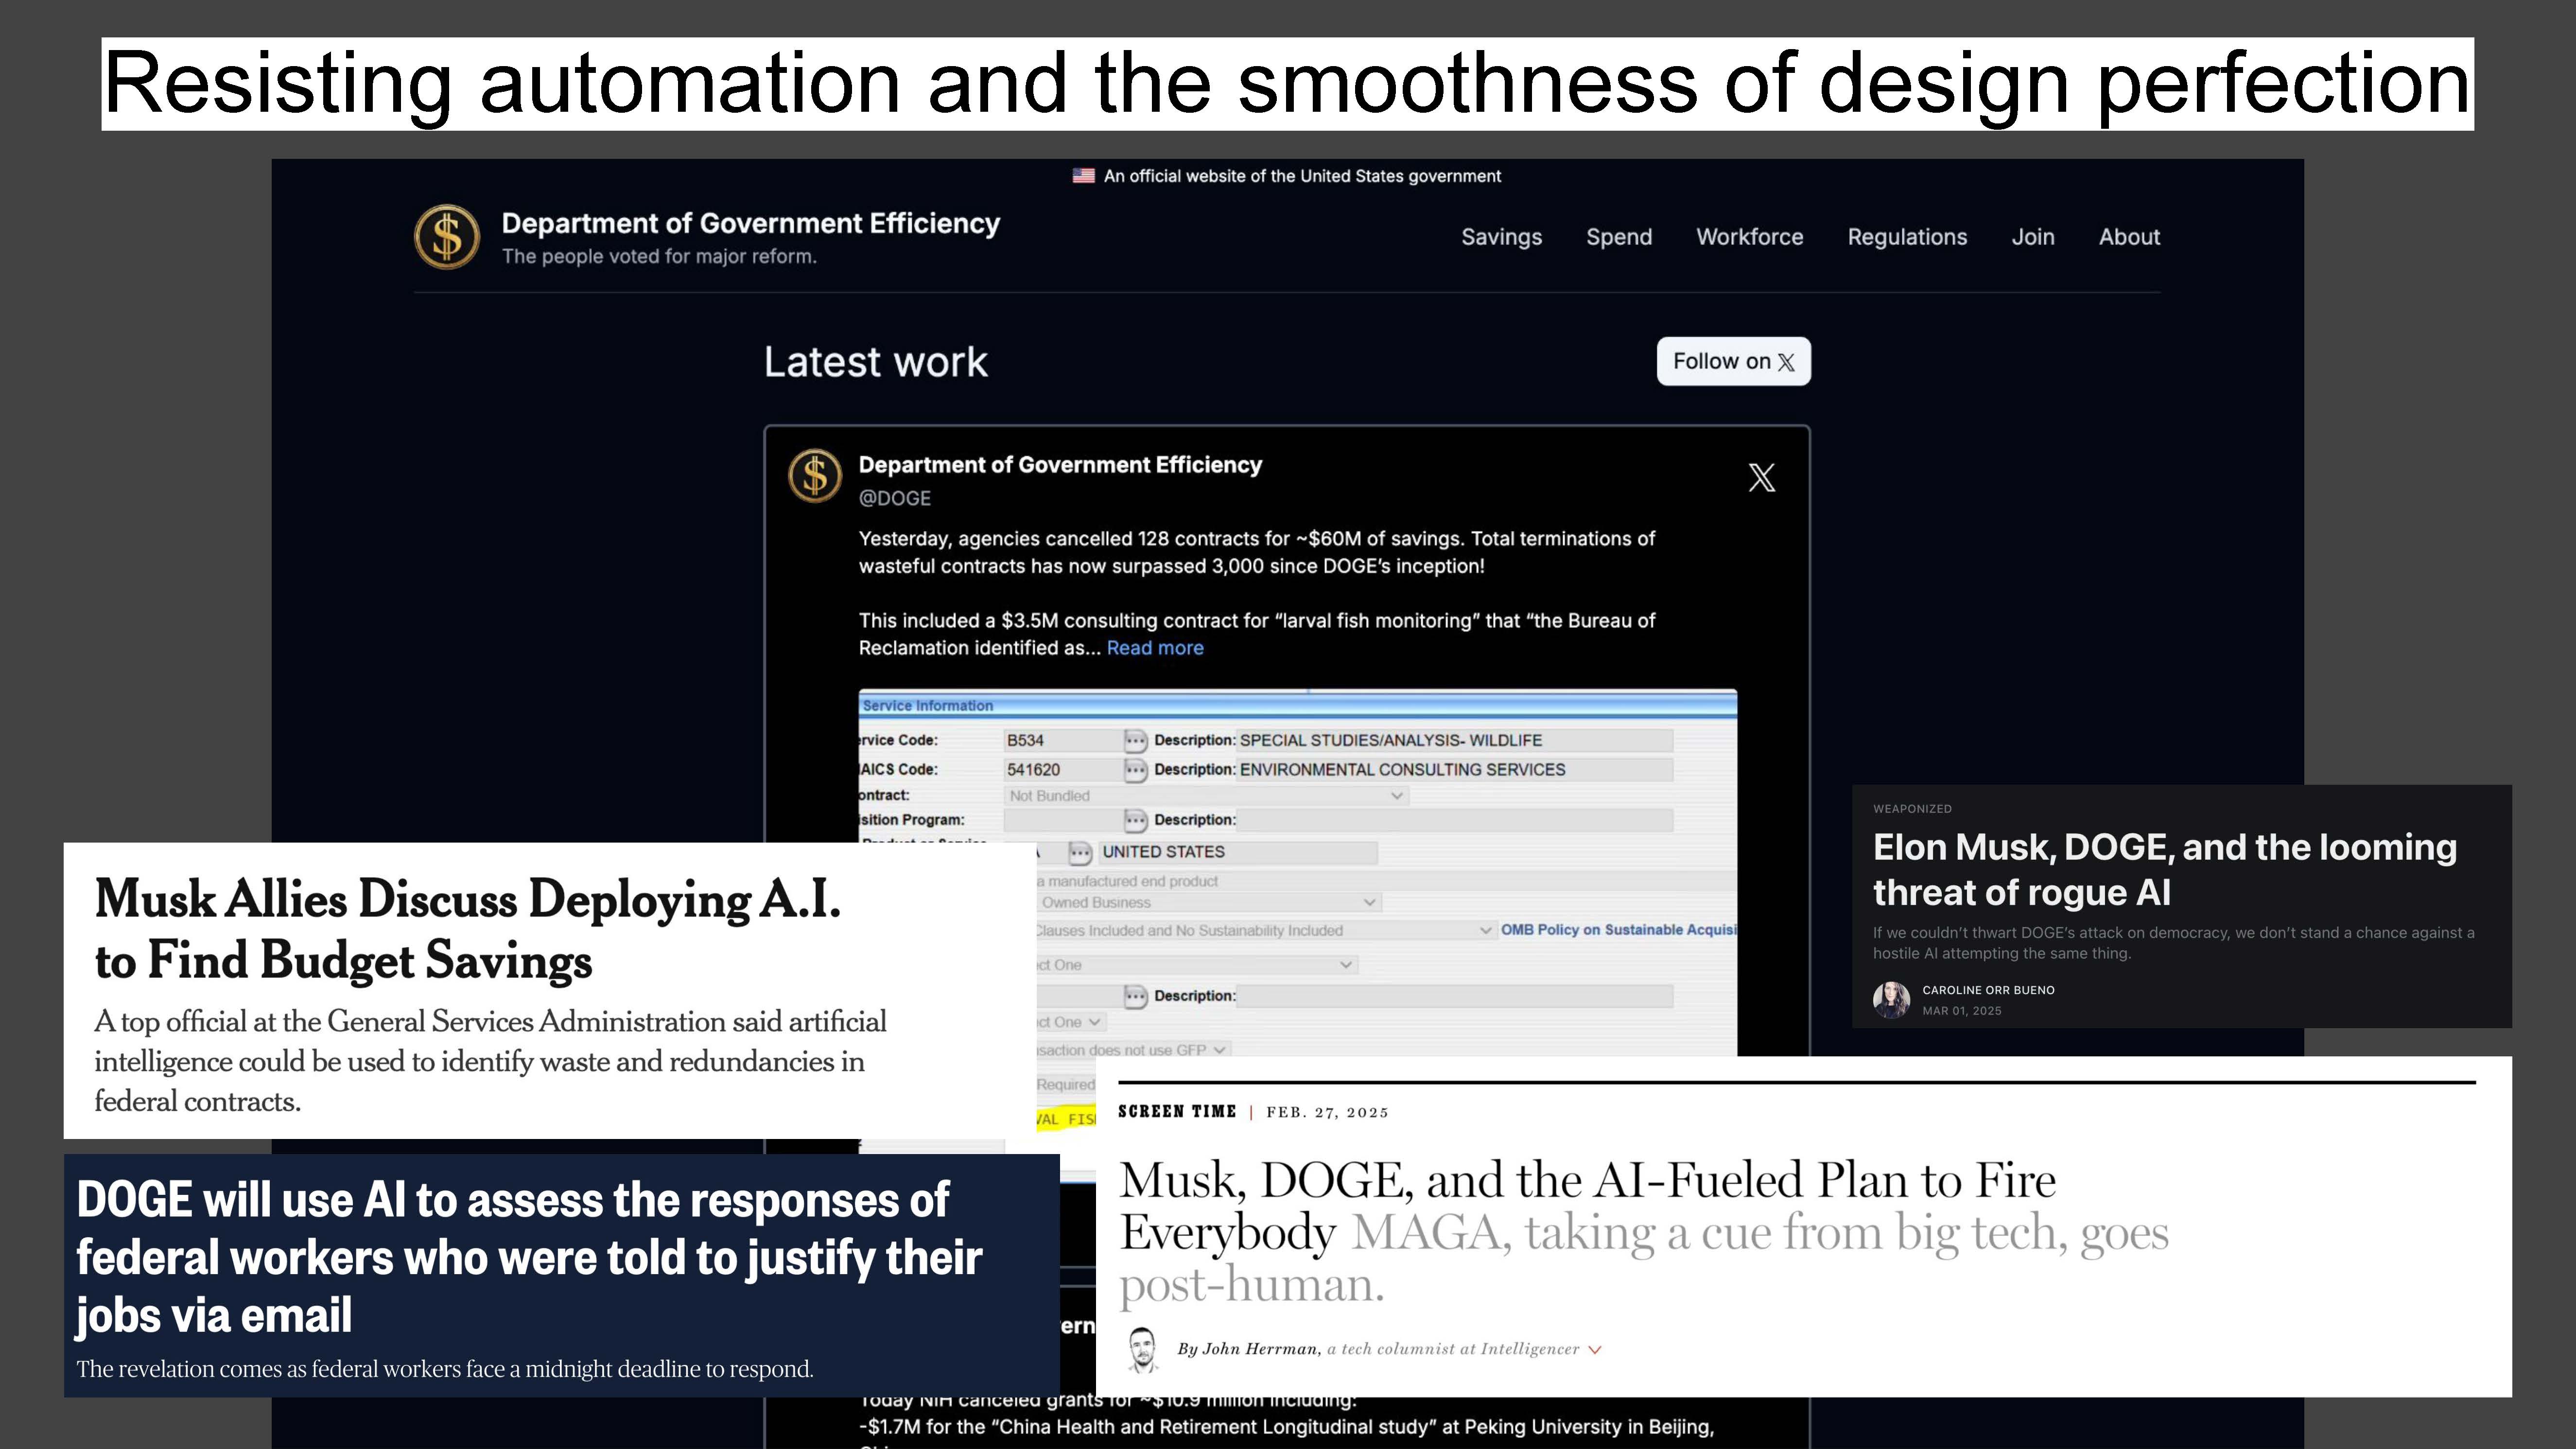 Resisting automation and the smoothness of design perfection
An official website of the United States government
Department of Government Efficiency
The people voted for major reform.
Savings Spend Workforce Regulations Join About
Latest work
Follow on X
Department of Government Efficiency
@DOGE
Yesterday, agencies cancelled 128 contracts for ~$60M of savings. Total terminations of
wasteful contracts has now surpassed 3,000 since DOGE’s inception!
This included a $3.5M consulting contract for “larval fish monitoring” that “the Bureau of
Reclamation identified as... Read more
Service Information
rvice Code: B534 Description: SPECIAL STUDIES/ANALYSIS- WILDLIFE
AICS Code: 541620 Description: ENVIRONMENTAL CONSULTING SERVICES
ontract: Not Bundled
isition Program: Description:
UNITED STATES
a manufactured end product
Owned Business
Clauses Included and No Sustainability Included OMB Policy on Sustainable Acquisi
ct One
Description:
ct One
saction does not use GFP
Required
VAL FIS
Musk Allies Discuss Deploying A.I.
to Find Budget Savings
A top official at the General Services Administration said artificial
intelligence could be used to identify waste and redundancies in
federal contracts.
WEAPONIZED
Elon Musk, DOGE, and the looming
threat of rogue AI
If we couldn’t thwart DOGE’s attack on democracy, we don’t stand a chance against a
hostile AI attempting the same thing.
CAROLINE ORR BUENO
MAR 01, 2025
DOGE will use AI to assess the responses of
federal workers who were told to justify their
jobs via email
The revelation comes as federal workers face a midnight deadline to respond.
SCREEN TIME | FEB. 27, 2025
Musk, DOGE, and the AI-Fueled Plan to Fire
Everybody MAGA, taking a cue from big tech, goes
post-human.
By John Herrman, a tech columnist at Intelligencer
ern
Today NIH canceled grants for ~$10.9 million including:
-$1.7M for the “China Health and Retirement Longitudinal study” at Peking University in Beijing,